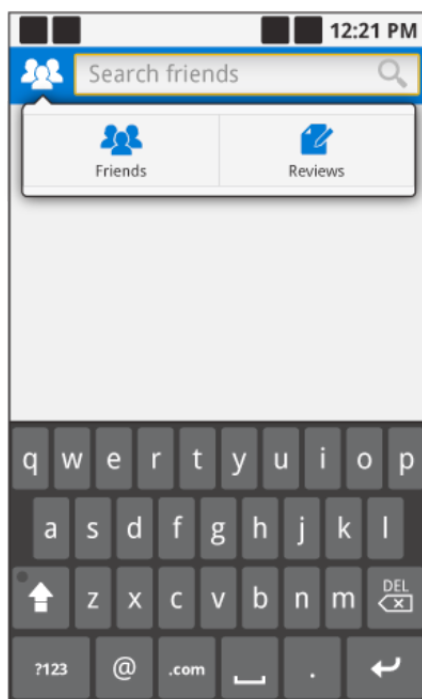 12:21 PM
Search friends
Friends Reviews
q w e r t y u i o p
a s d f g h j k l
z x c v b n m DEL
?123 @ .com .